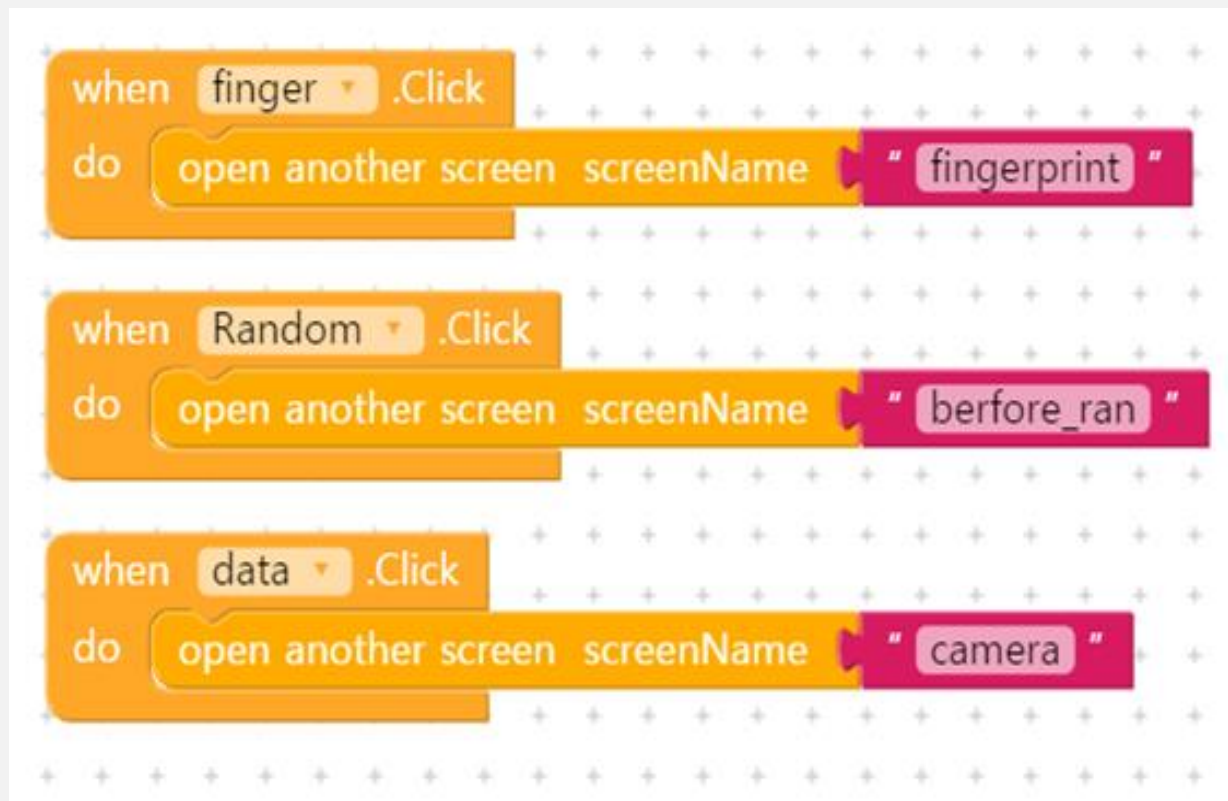 when finger .Click
do open another screen screenName " fingerprint "
when Random .Click
do open another screen screenName " berfore_ran "
when data .Click
do open another screen screenName " camera "